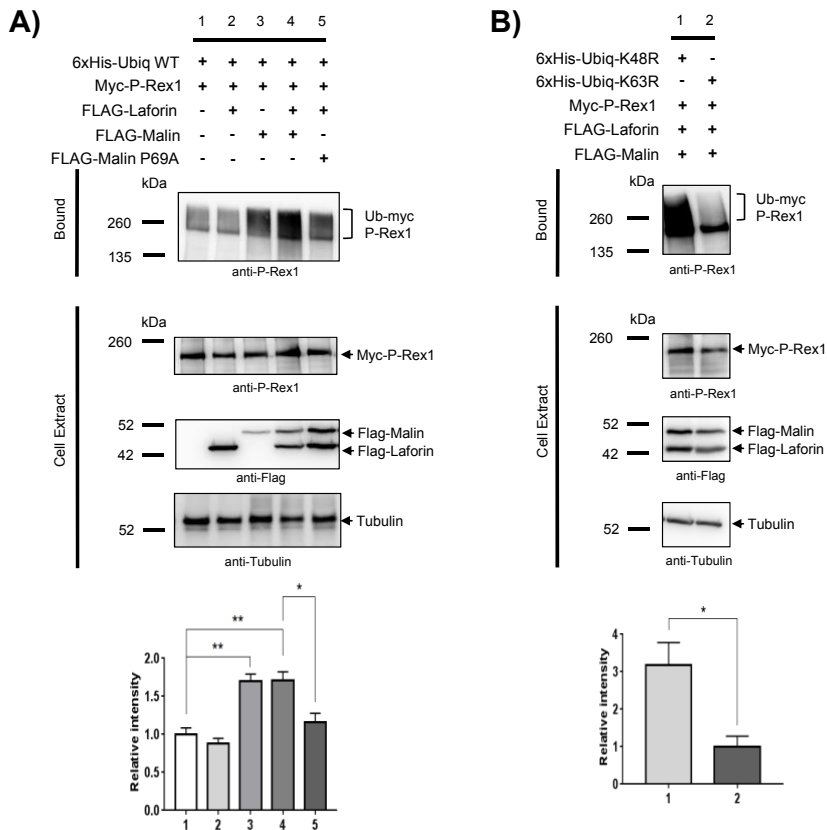 A)
1 2 3 4 5
6xHis-Ubiq WT + + + + +
Myc-P-Rex1 + + + + +
FLAG-Laforin - + - + +
FLAG-Malin - - + + -
FLAG-Malin P69A - - - - +
Bound
kDa
260
135
Ub-myc
P-Rex1
anti-P-Rex1
Cell Extract
kDa
260
Myc-P-Rex1
anti-P-Rex1
52
42
Flag-Malin
Flag-Laforin
anti-Flag
52
Tubulin
anti-Tubulin
Relative intensity
2.0
1.5
1.0
0.5
0.0
**
**
*
1 2 3 4 5
B)
1 2
6xHis-Ubiq-K48R + -
6xHis-Ubiq-K63R - +
Myc-P-Rex1 + +
FLAG-Laforin + +
FLAG-Malin + +
Bound
kDa
260
135
Ub-myc
P-Rex1
anti-P-Rex1
Cell Extract
kDa
260
Myc-P-Rex1
anti-P-Rex1
52
42
Flag-Malin
Flag-Laforin
anti-Flag
52
Tubulin
anti-Tubulin
Relative intensity
4
3
2
1
0
*
1 2